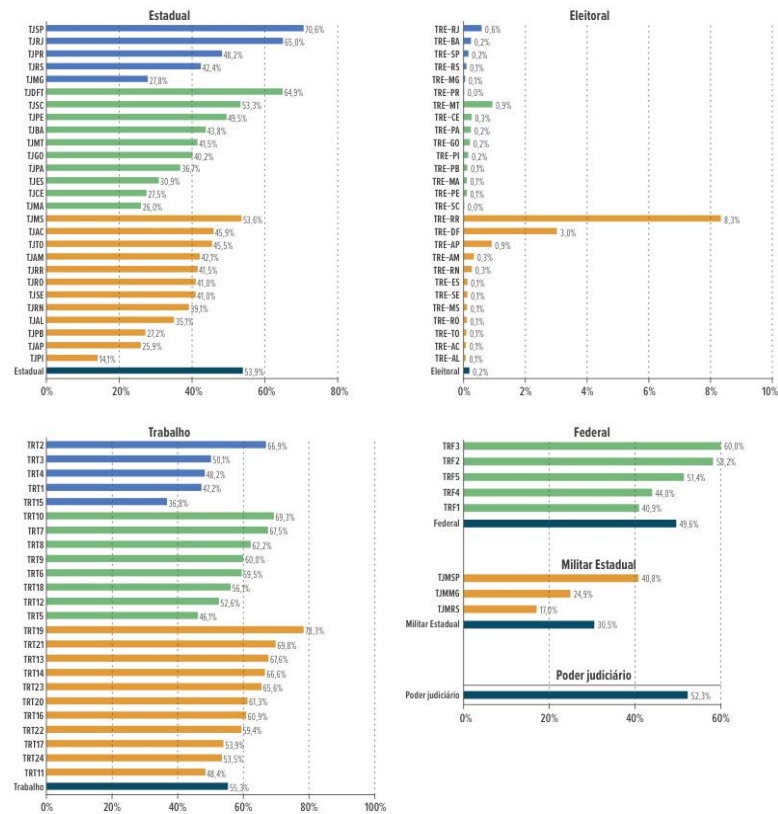 Estadual
TJSP 70,6%
TJRJ 65,0%
TJPR 48,2%
TJRS 42,4%
TJMG 27,8%
TJDFT 64,9%
TJSC 53,3%
TJPE 49,5%
TJBA 43,8%
TJMT 41,5%
TJGO 40,2%
TJPA 36,7%
TJES 30,9%
TJCE 27,5%
TJMA 26,0%
TJMS 53,6%
TJAC 45,9%
TJTO 45,5%
TJAM 42,1%
TJRR 41,5%
TJRO 41,0%
TJSE 41,0%
TJRN 39,1%
TJAL 35,1%
TJPB 27,2%
TJAP 25,9%
TJPI 14,1%
Estadual 53,9%
0% 20% 40% 60% 80%
Eleitoral
TRE-RJ 0,6%
TRE-BA 0,2%
TRE-SP 0,2%
TRE-RS 0,1%
TRE-MG 0,1%
TRE-PR 0,0%
TRE-MT 0,9%
TRE-CE 0,3%
TRE-PA 0,2%
TRE-GO 0,2%
TRE-PI 0,2%
TRE-PB 0,1%
TRE-MA 0,1%
TRE-PE 0,1%
TRE-SC 0,0%
TRE-RR 8,3%
TRE-DF 3,0%
TRE-AP 0,9%
TRE-AM 0,3%
TRE-RN 0,3%
TRE-ES 0,1%
TRE-SE 0,1%
TRE-MS 0,1%
TRE-RO 0,1%
TRE-TO 0,1%
TRE-AC 0,1%
TRE-AL 0,1%
Eleitoral 0,2%
0% 2% 4% 6% 8% 10%
Trabalho
TRT2 66,9%
TRT3 50,1%
TRT4 48,2%
TRT1 47,2%
TRT15 36,8%
TRT10 69,3%
TRT7 67,5%
TRT8 62,2%
TRT9 60,0%
TRT6 59,5%
TRT18 56,1%
TRT12 52,6%
TRT5 46,1%
TRT19 78,3%
TRT21 69,8%
TRT13 67,6%
TRT14 66,6%
TRT23 65,6%
TRT20 61,3%
TRT16 60,9%
TRT22 59,4%
TRT17 53,9%
TRT24 53,5%
TRT11 48,4%
Trabalho 55,3%
0% 20% 40% 60% 80% 100%
Federal
TRF3 60,0%
TRF2 58,2%
TRF5 51,4%
TRF4 44,0%
TRF1 40,9%
Federal 49,6%
Militar Estadual
TJMSP 40,8%
TJMMG 24,9%
TJMRS 17,0%
Militar Estadual 30,5%
Poder judiciário
Poder judiciário 52,3%
0% 20% 40% 60%